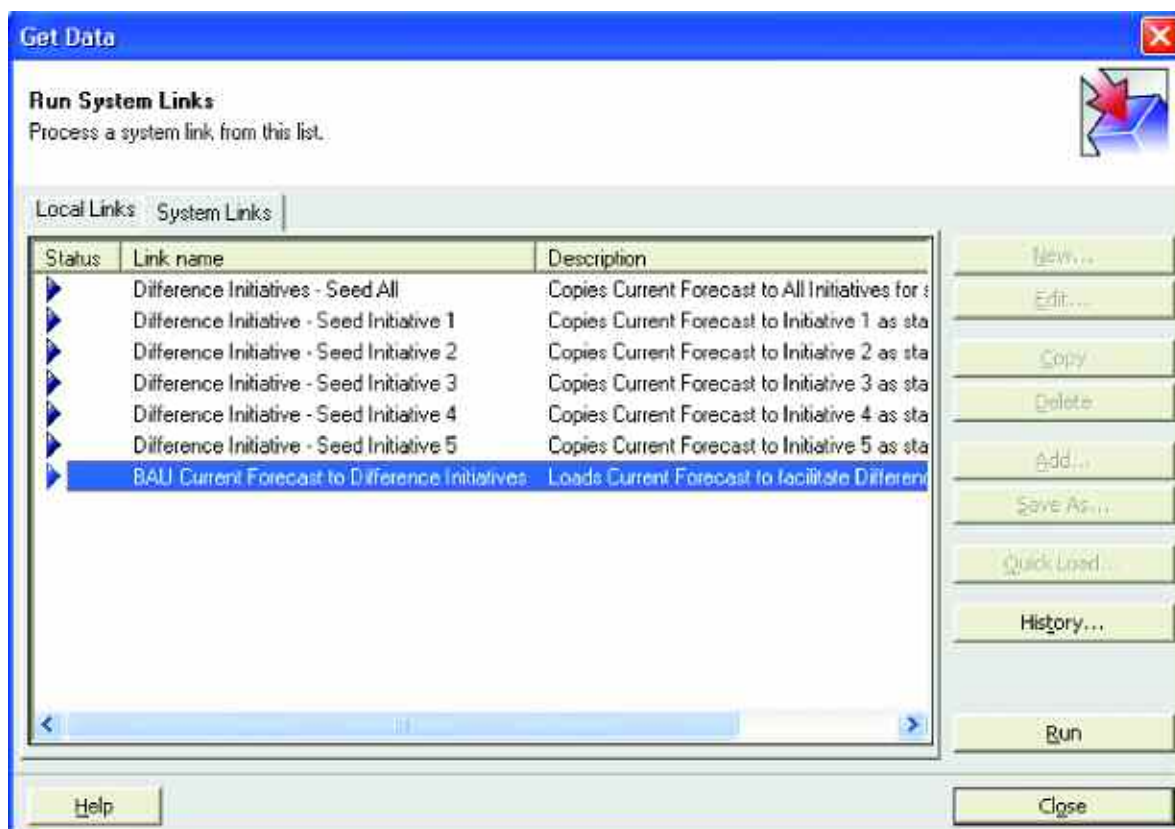 Get Data
Run System Links
Process a system link from this list.
Local Links System Links
Status Link name Description
Difference Initiatives - Seed All Copies Current Forecast to All Initiatives for s
Difference Initiative - Seed Initiative 1 Copies Current Forecast to Initiative 1 as sta
Difference Initiative - Seed Initiative 2 Copies Current Forecast to Initiative 2 as sta
Difference Initiative - Seed Initiative 3 Copies Current Forecast to Initiative 3 as sta
Difference Initiative - Seed Initiative 4 Copies Current Forecast to Initiative 4 as sta
Difference Initiative - Seed Initiative 5 Copies Current Forecast to Initiative 5 as sta
BAU Current Forecast to Difference Initiatives Loads Current Forecast to facilitate Differenc
New...
Edit...
Copy
Delete
Add...
Save As...
Quick Load...
History...
Run
Help
Close